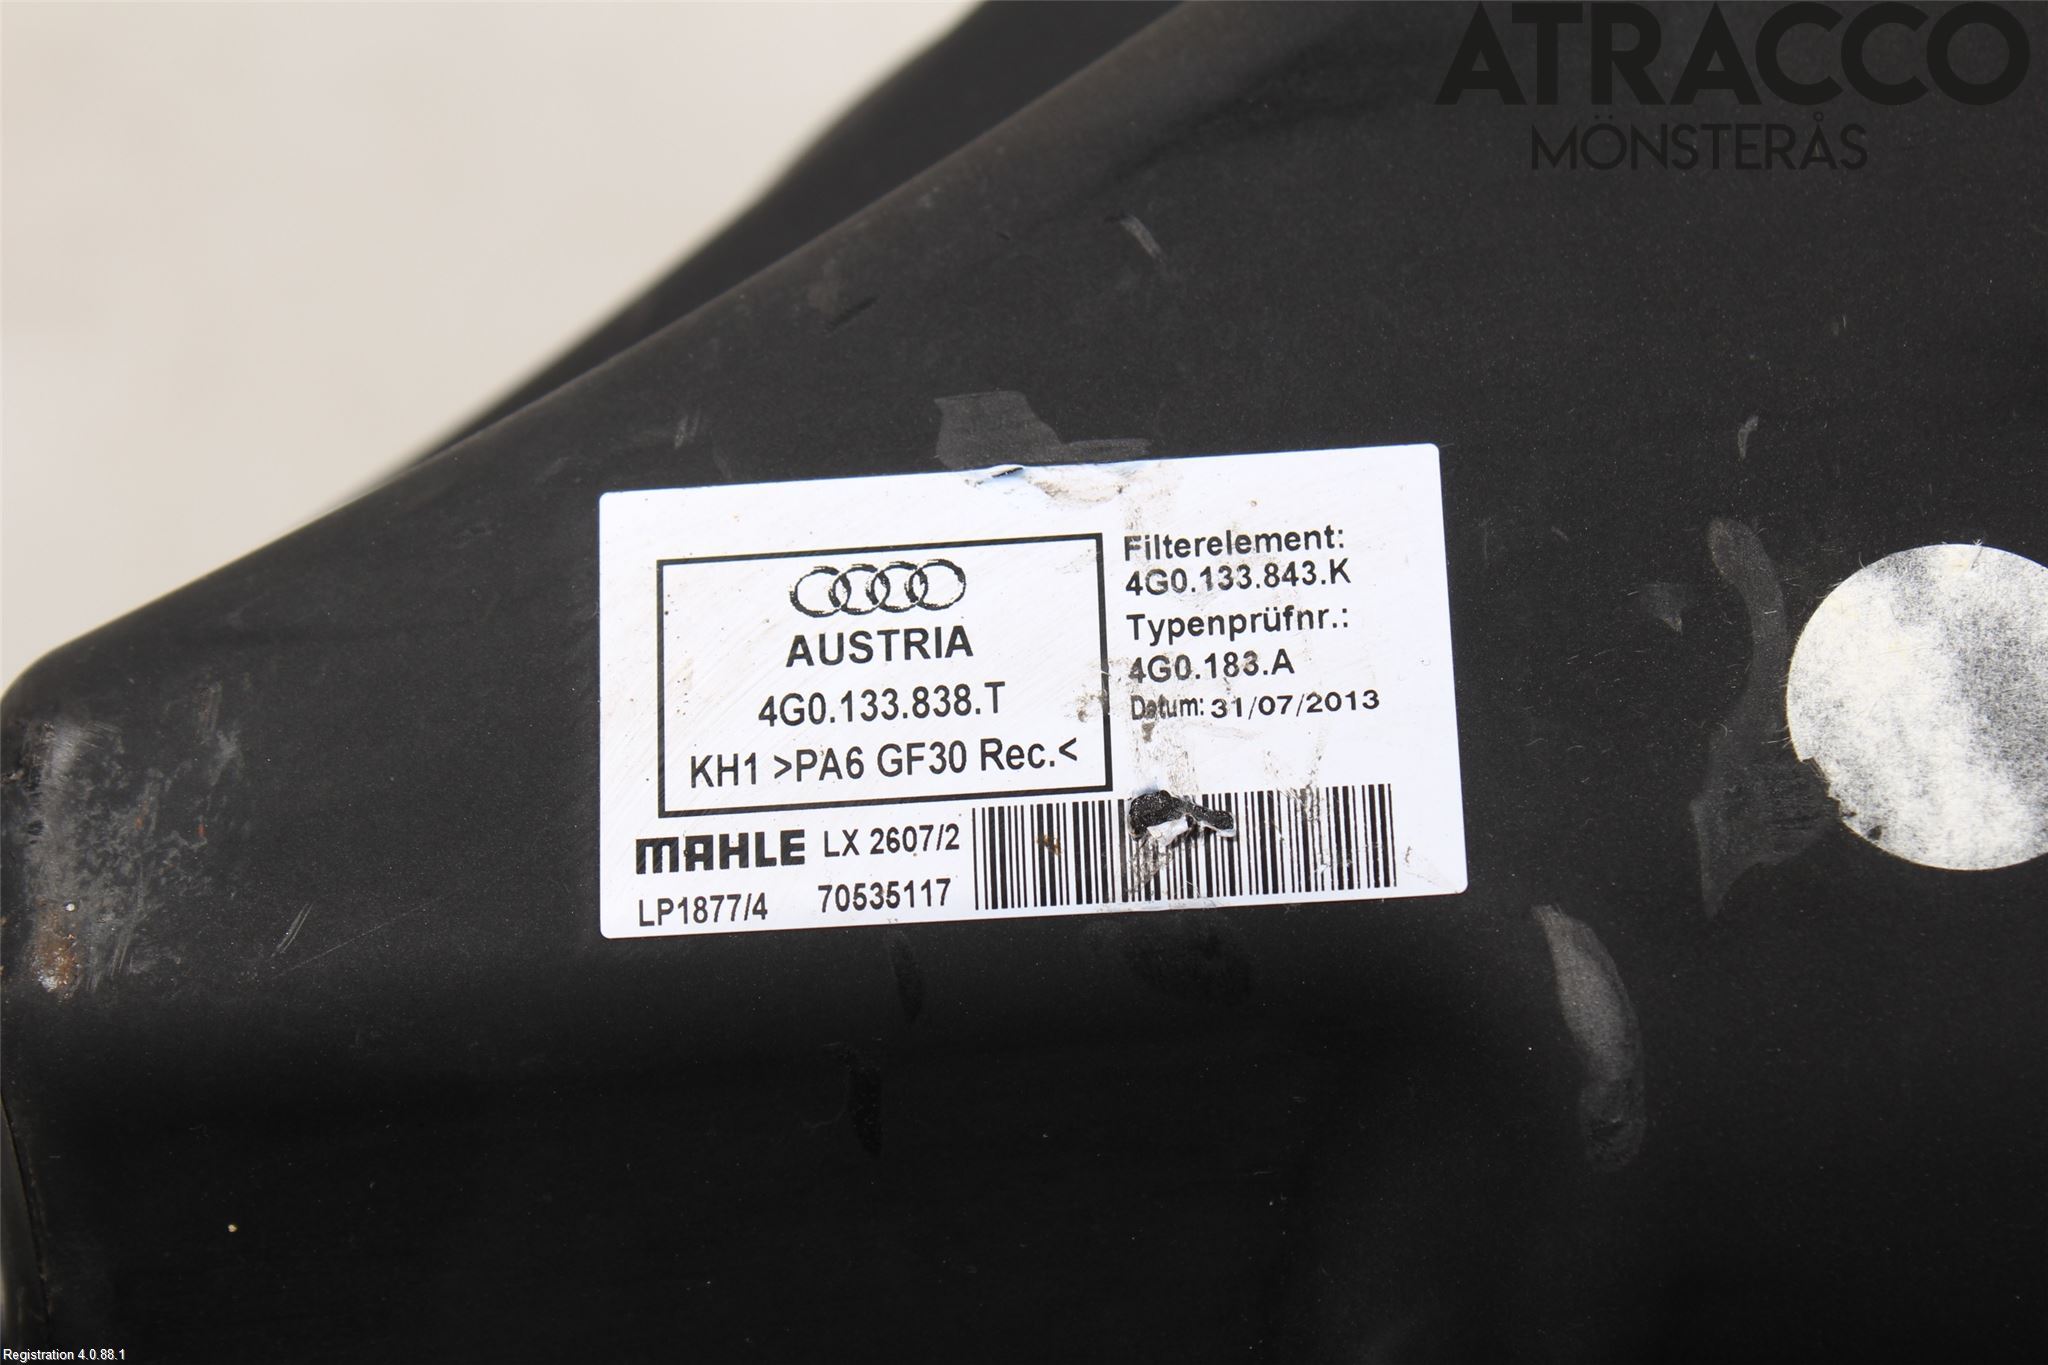 ATRACCO
MÖNSTERÅS
AUSTRIA
4G0.133.838.T
KH1 >PA6 GF30 Rec.<
Filterelement:
4G0.133.843.K
Typenprüfnr.:
4G0.183.A
Datum: 31/07/2013
MAHLE LX 2607/2
LP1877/4 70535117
Registration 4.0.88.1